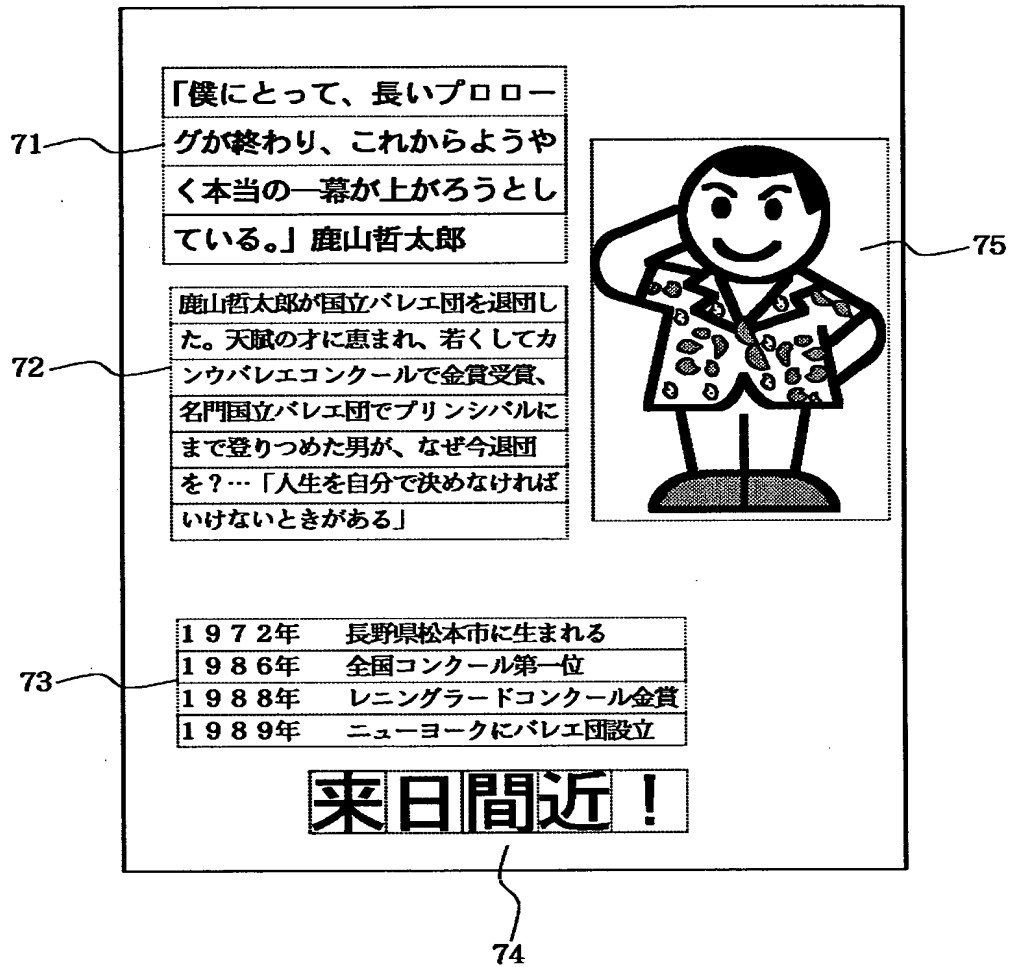 「僕にとって、長いプロロー
グが終わり、これからようや
く本当の一幕が上がろうとし
ている。」鹿山哲太郎
71
鹿山哲太郎が国立バレエ団を退団し
た。天賦の才に恵まれ、若くしてカ
ンウバレエコンクールで金賞受賞、
名門国立バレエ団でプリンシパルに
まで登りつめた男が、なぜ今退団
を？…「人生を自分で決めなければ
いけないときがある」
72
75
1972年 長野県松本市に生まれる
1986年 全国コンクール第一位
1988年 レニングラードコンクール金賞
1989年 ニューヨークにバレエ団設立
73
来日間近！
74